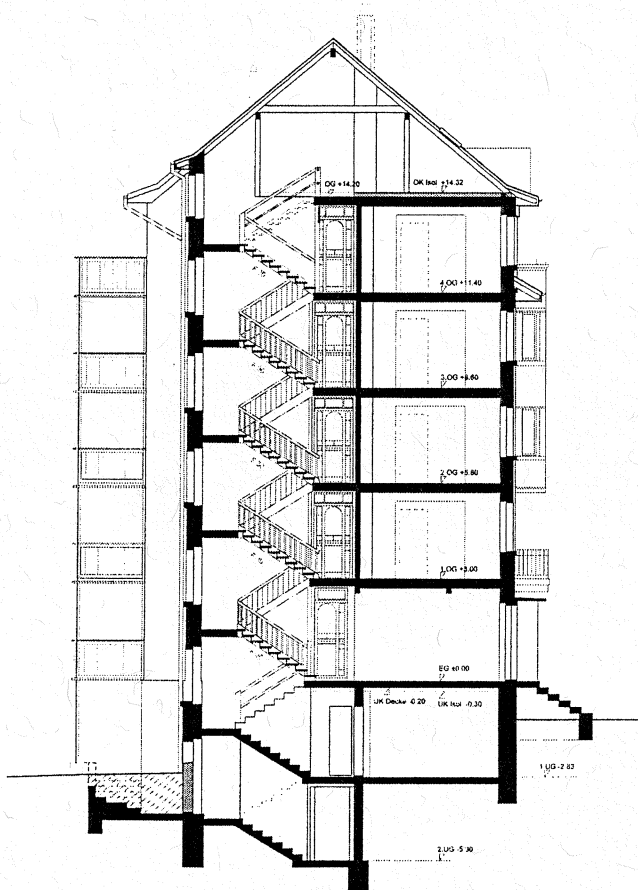 OG +14.20
OK Isol +14.32
4.OG +11.40
3.OG +8.60
2.OG +5.80
1.OG +3.00
EG ±0.00
UK Decke -0.20
UK Isol -0.30
1.UG -2.83
2.UG -5.30